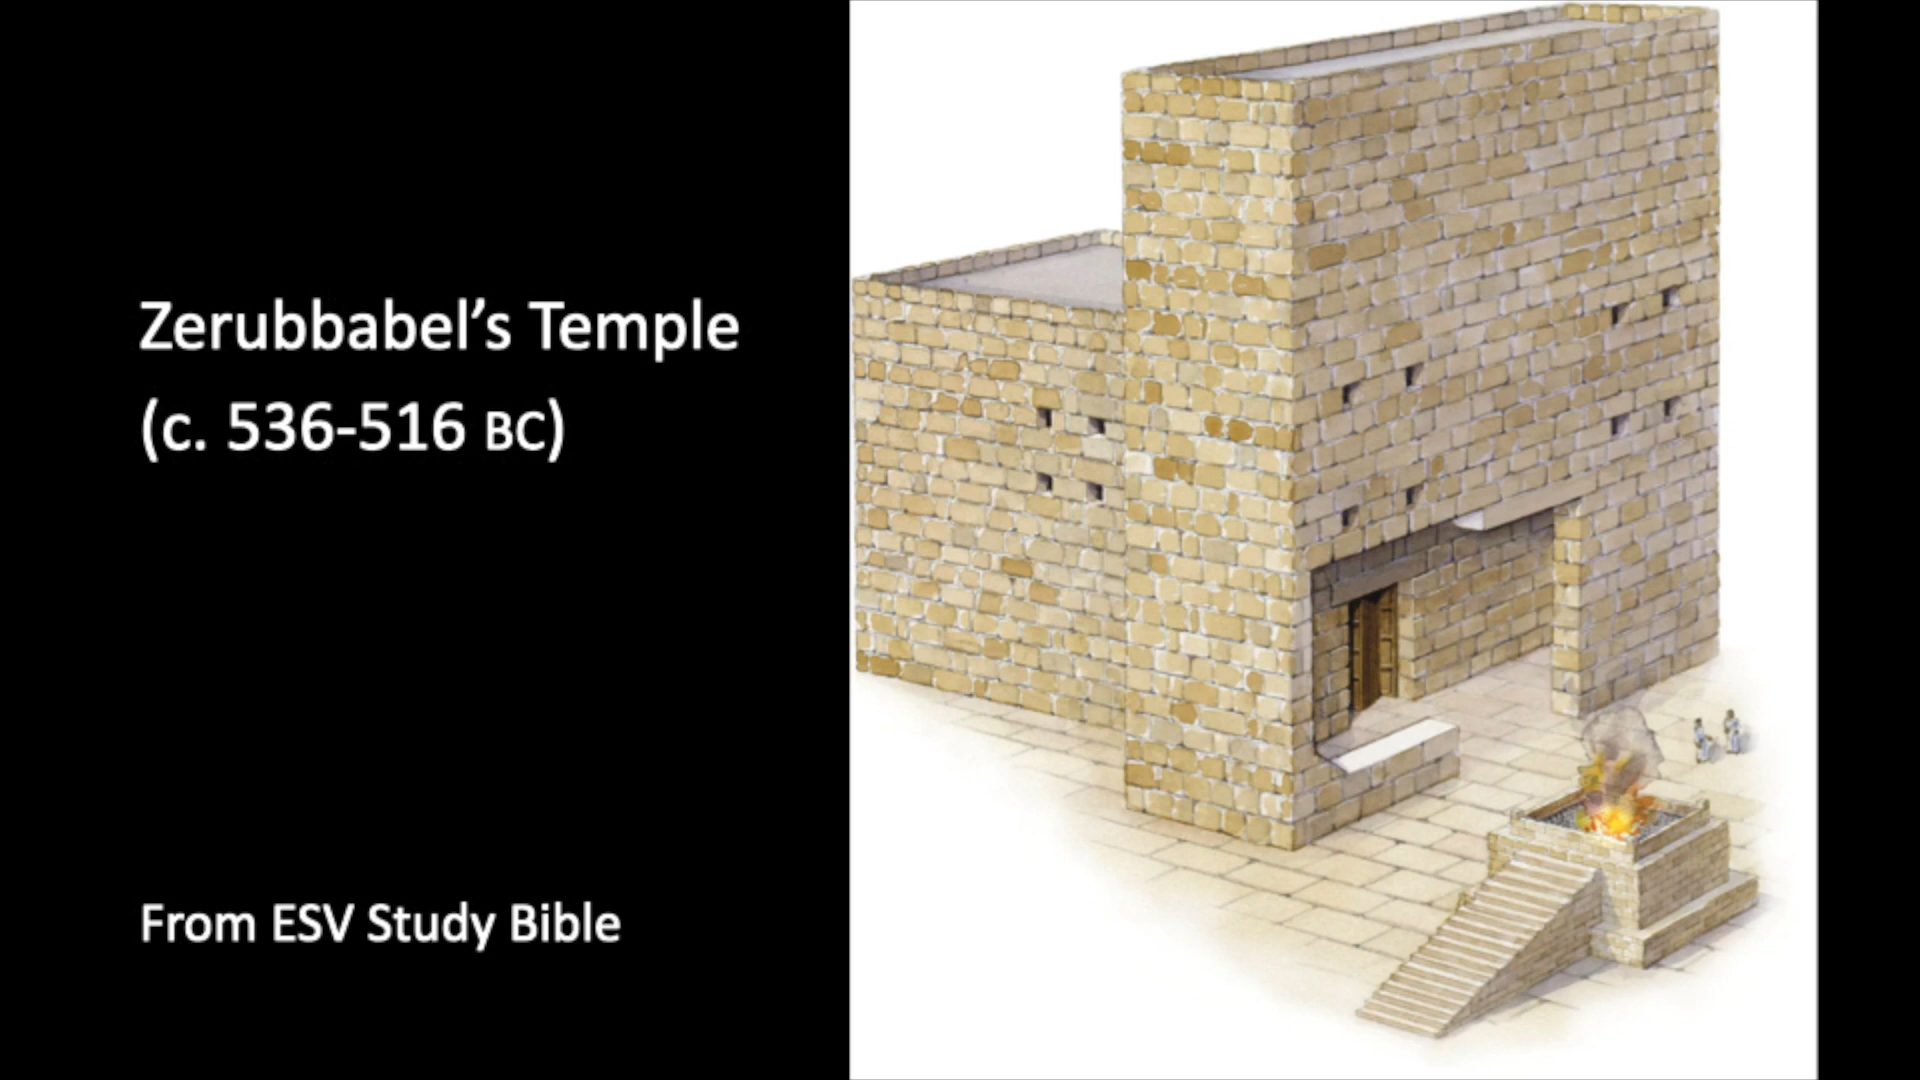 Zerubbabel’s Temple
(c. 536-516 BC)
From ESV Study Bible